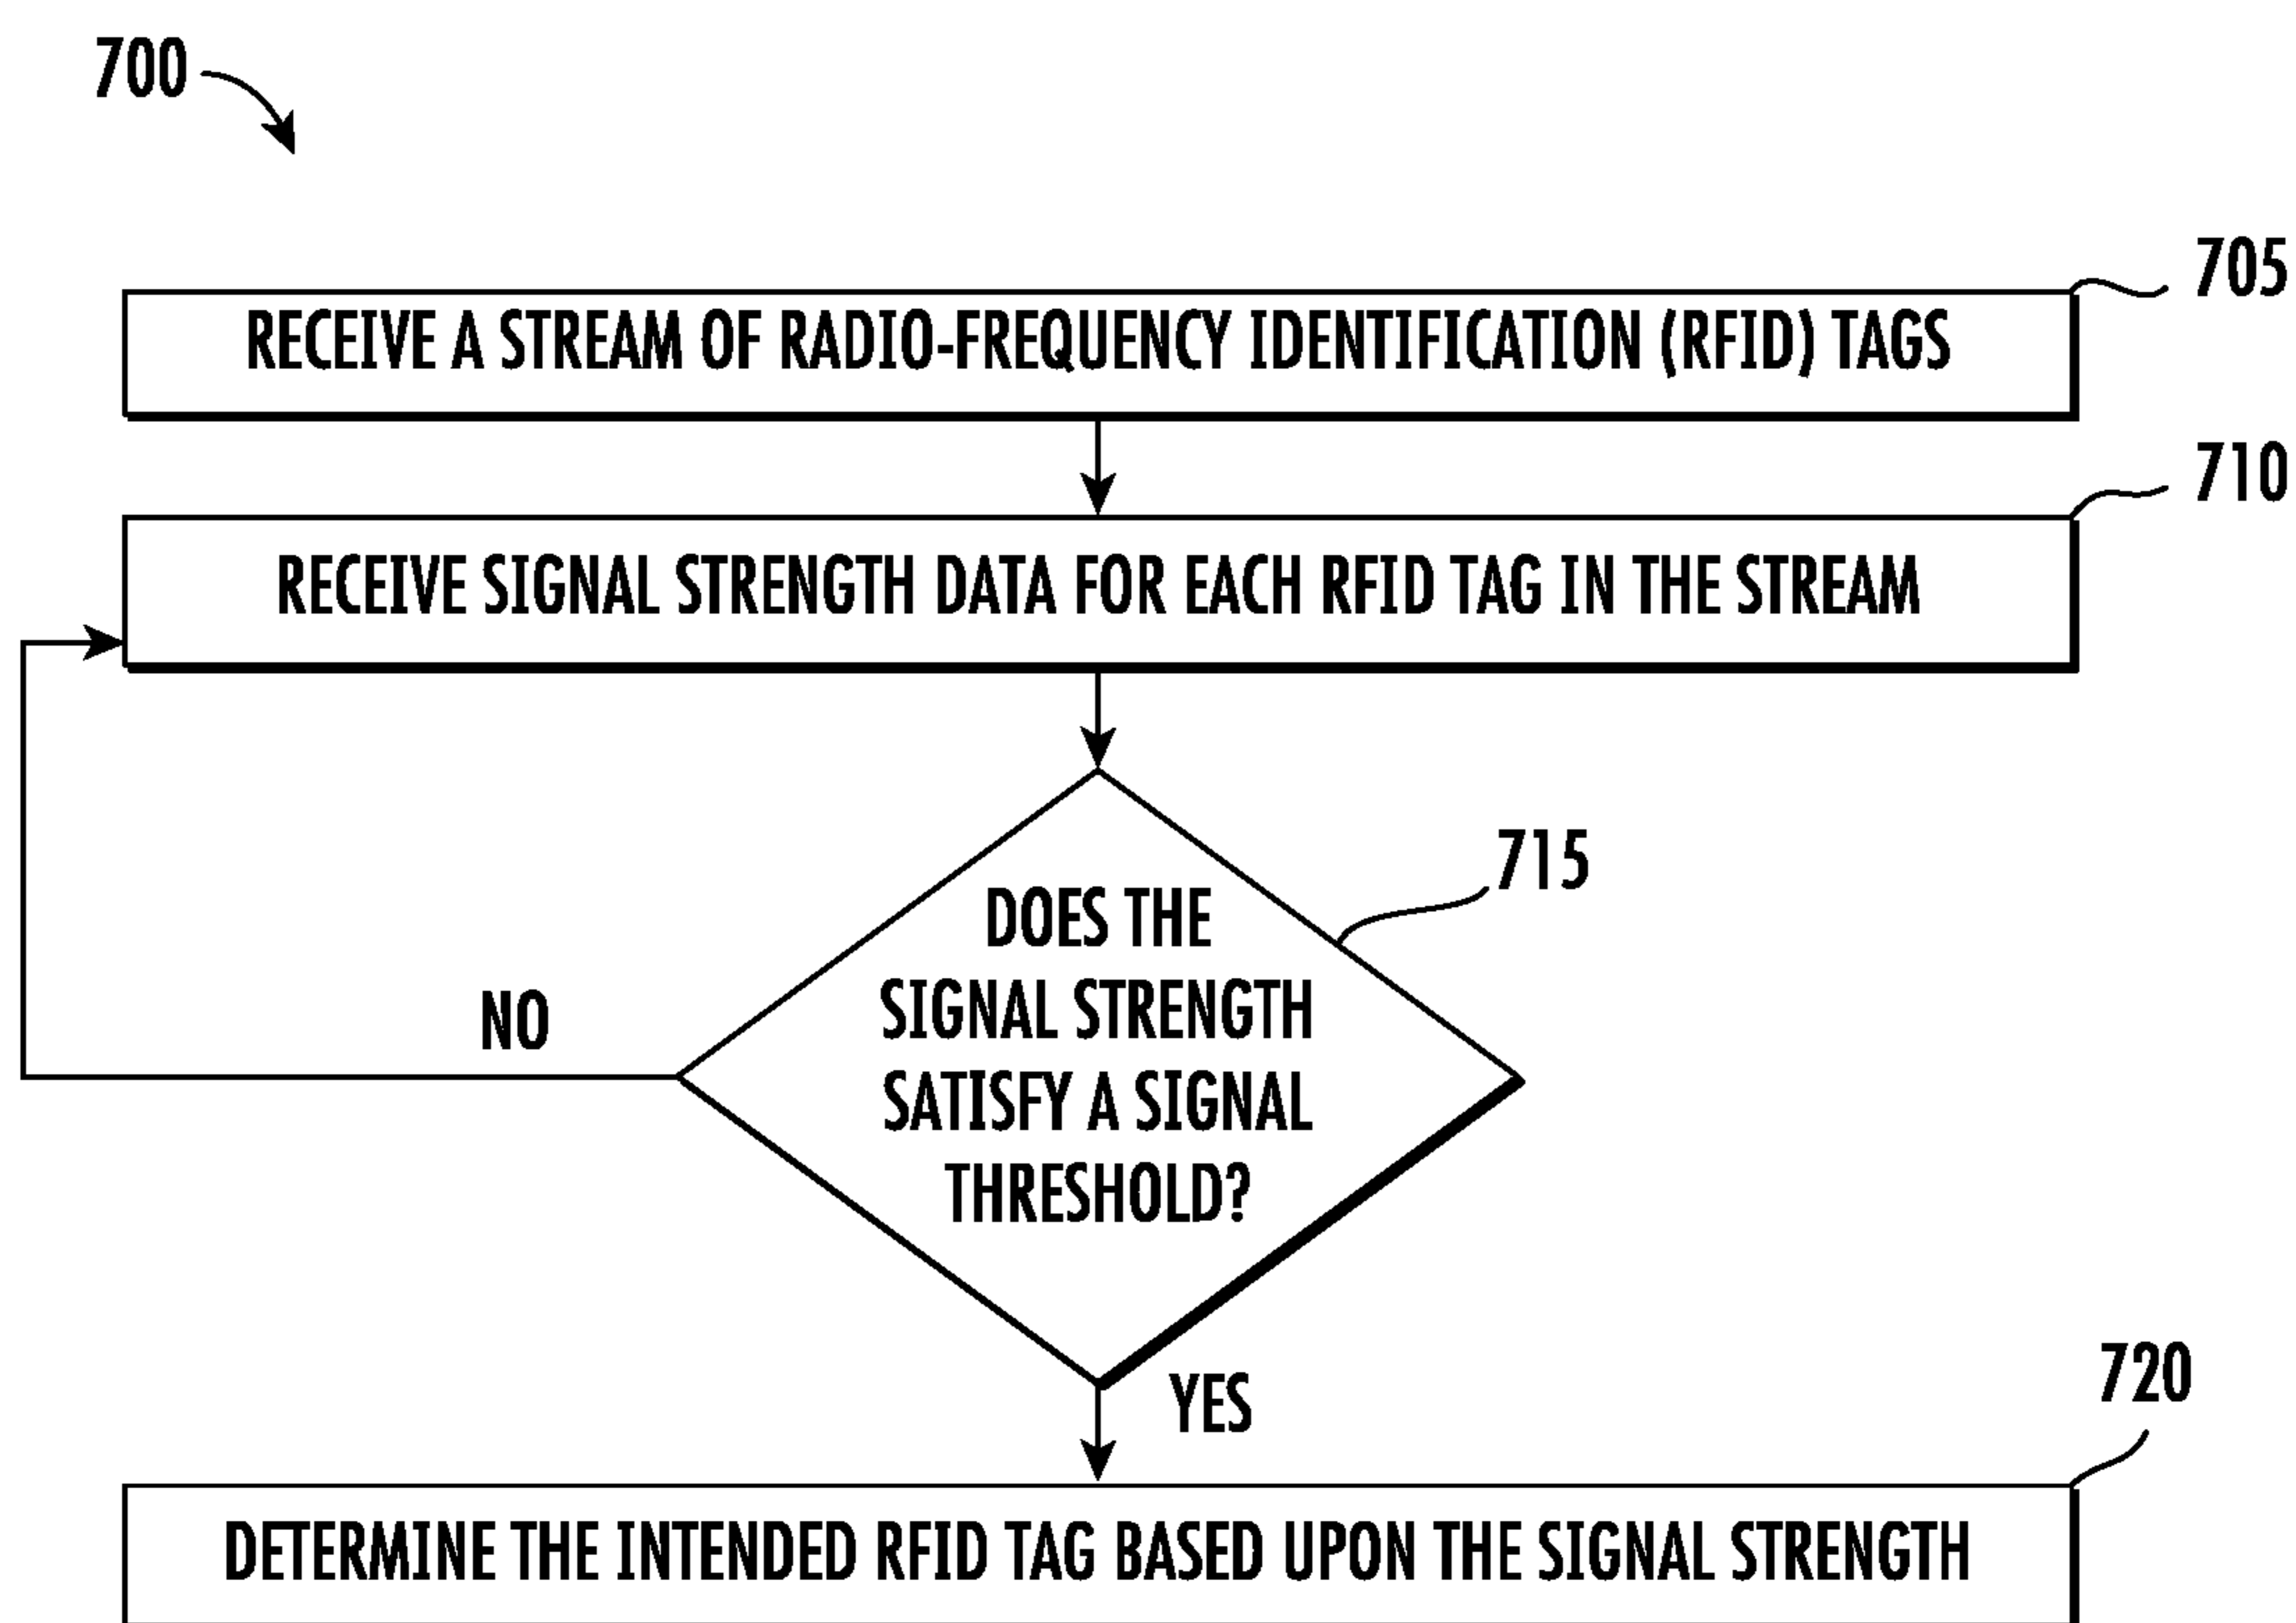 700
705
RECEIVE A STREAM OF RADIO-FREQUENCY IDENTIFICATION (RFID) TAGS
710
RECEIVE SIGNAL STRENGTH DATA FOR EACH RFID TAG IN THE STREAM
715
DOES THE
SIGNAL STRENGTH
SATISFY A SIGNAL
THRESHOLD?
NO
YES
720
DETERMINE THE INTENDED RFID TAG BASED UPON THE SIGNAL STRENGTH